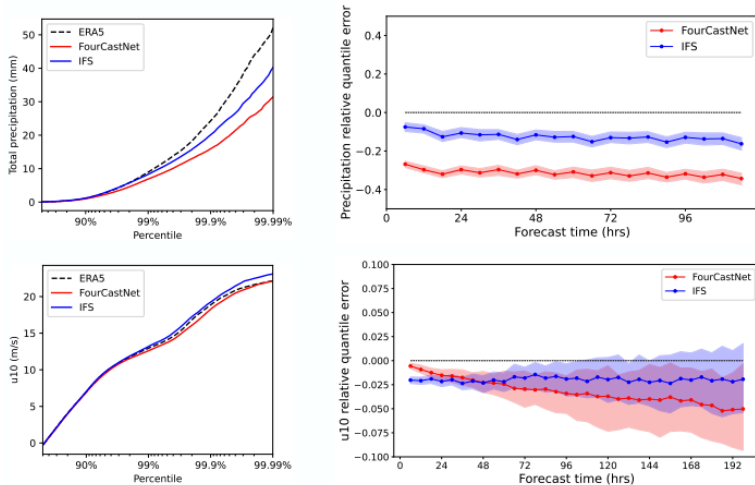 ERA5
FourCastNet
IFS
Total precipitation (mm)
50
40
30
20
10
0
90%
99%
99.9%
99.99%
Percentile
FourCastNet
IFS
Precipitation relative quantile error
0.4
0.2
0.0
−0.2
−0.4
0
24
48
72
96
Forecast time (hrs)
ERA5
FourCastNet
IFS
u10 (m/s)
20
15
10
5
0
90%
99%
99.9%
99.99%
Percentile
FourCastNet
IFS
u10 relative quantile error
0.100
0.075
0.050
0.025
0.000
−0.025
−0.050
−0.075
−0.100
0
24
48
72
96
120
144
168
192
Forecast time (hrs)